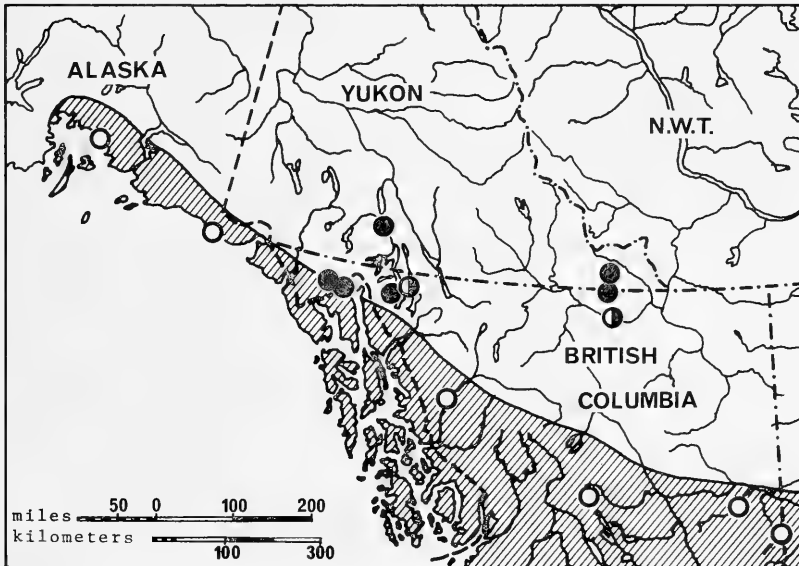 ALASKA
YUKON
N.W.T.
BRITISH
COLUMBIA
50 0 100 200
miles
kilometers
100 300